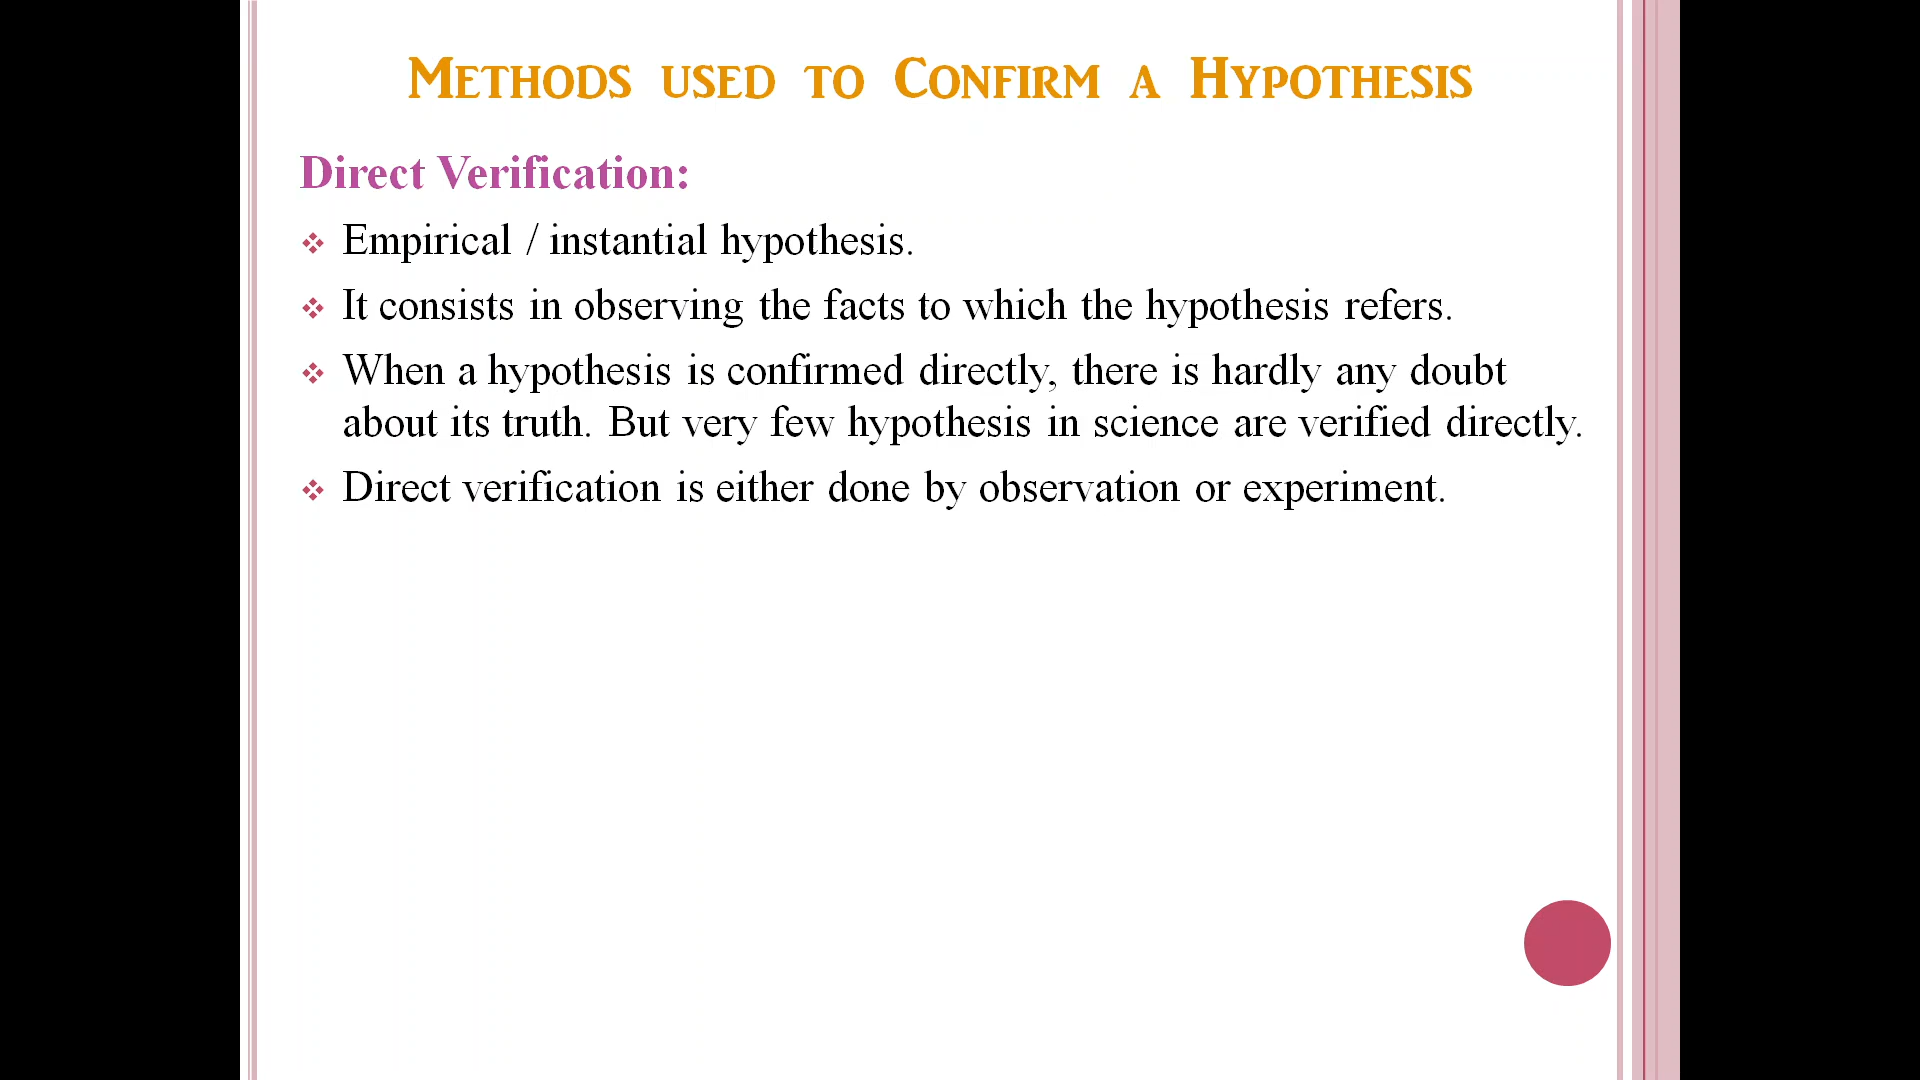 Methods used to Confirm a Hypothesis
Direct Verification:
❖ Empirical / instantial hypothesis.
❖ It consists in observing the facts to which the hypothesis refers.
❖ When a hypothesis is confirmed directly, there is hardly any doubt
about its truth. But very few hypothesis in science are verified directly.
❖ Direct verification is either done by observation or experiment.